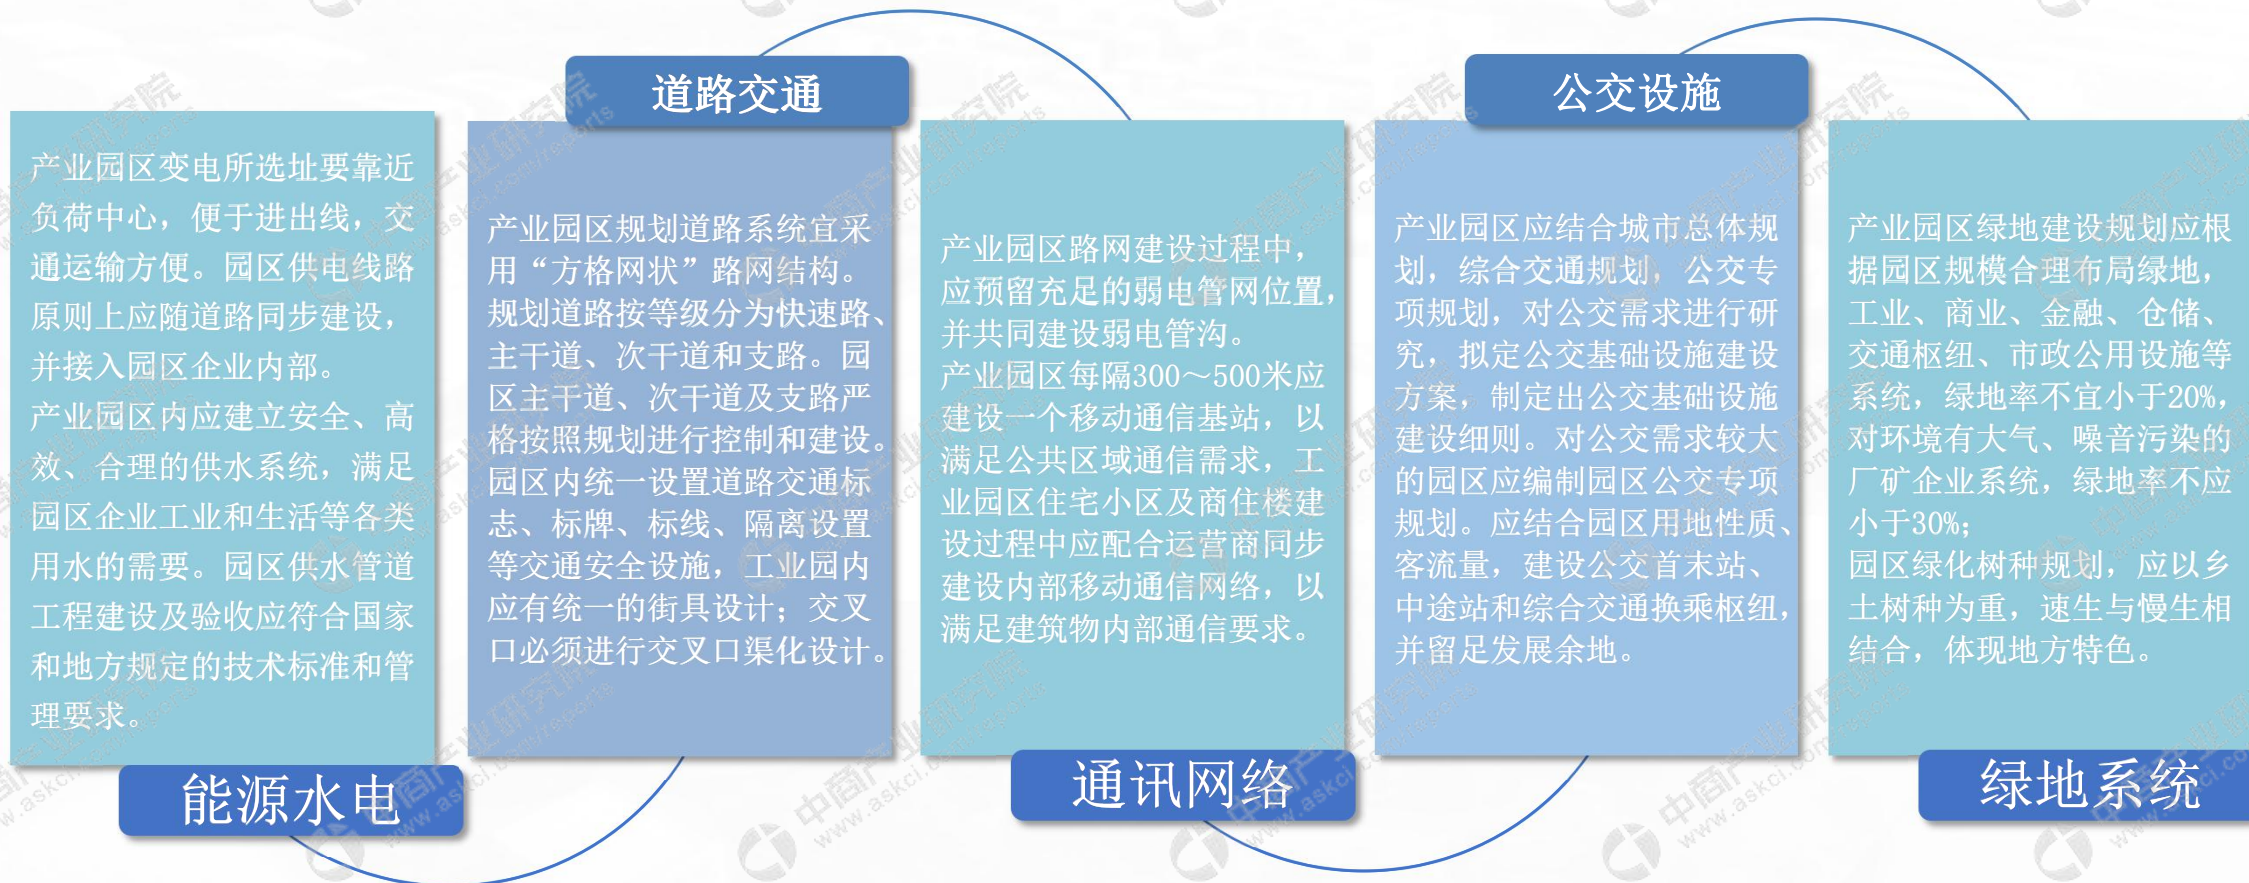 产业园区变电所选址要靠近
负荷中心，便于进出线，交
通运输方便。园区供电线路
原则上应随道路同步建设，
并接入园区企业内部。
产业园区内应建立安全、高
效、合理的供水系统，满足
园区企业工业和生活等各类
用水的需要。园区供水管道
工程建设及验收应符合国家
和地方规定的技术标准和管
理要求。
能源水电
道路交通
产业园区规划道路系统宜采
用“方格网状”路网结构。
规划道路按等级分为快速路、
主干道、次干道和支路。园
区主干道、次干道及支路严
格按照规划进行控制和建设。
园区内统一设置道路交通标
志、标牌、标线、隔离设置
等交通安全设施，工业园内
应有统一的街具设计；交叉
口必须进行交叉口渠化设计。
产业园区路网建设过程中，
应预留充足的弱电管网位置，
并共同建设弱电管沟。
产业园区每隔300～500米应
建设一个移动通信基站，以
满足公共区域通信需求，工
业园区住宅小区及商住楼建
设过程中应配合运营商同步
建设内部移动通信网络，以
满足建筑物内部通信要求。
通讯网络
公交设施
产业园区应结合城市总体规
划，综合交通规划，公交专
项规划，对公交需求进行研
究，拟定公交基础设施建设
方案，制定出公交基础设施
建设细则。对公交需求较大
的园区应编制园区公交专项
规划。应结合园区用地性质、
客流量，建设公交首末站、
中途站和综合交通换乘枢纽，
并留足发展余地。
产业园区绿地建设规划应根
据园区规模合理布局绿地，
工业、商业、金融、仓储、
交通枢纽、市政公用设施等
系统，绿地率不宜小于20%，
对环境有大气、噪音污染的
厂矿企业系统，绿地率不应
小于30%；
园区绿化树种规划，应以乡
土树种为重，速生与慢生相
结合，体现地方特色。
绿地系统
中商产业研究院
www.askci.com/reports